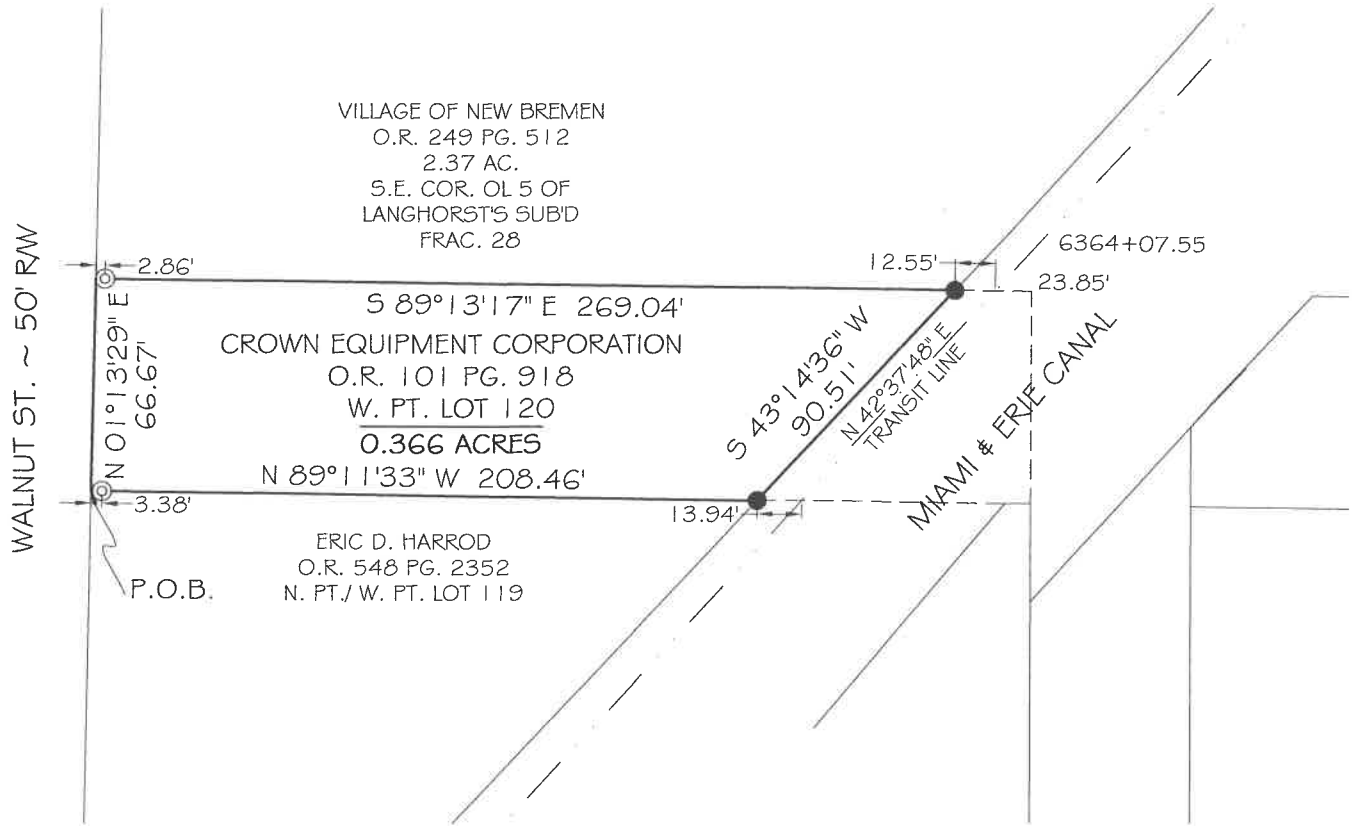 VILLAGE OF NEW BREMEN
O.R. 249 PG. 512
2.37 AC.
S.E. COR. OL 5 OF
LANGHORST'S SUB'D
FRAC. 28
WALNUT ST. ~ 50' R/W
2.86'
12.55'
6364+07.55
23.85'
S 89°13'17" E 269.04'
N 01°13'29" E
66.67'
CROWN EQUIPMENT CORPORATION
O.R. 101 PG. 918
W. PT. LOT 120
0.366 ACRES
N 89°11'33" W 208.46'
S 43°14'36" W
90.51'
N 42°37'48" E
TRANSIT LINE
MIAMI & ERIE CANAL
3.38'
13.94'
P.O.B.
ERIC D. HARROD
O.R. 548 PG. 2352
N. PT./ W. PT. LOT 119